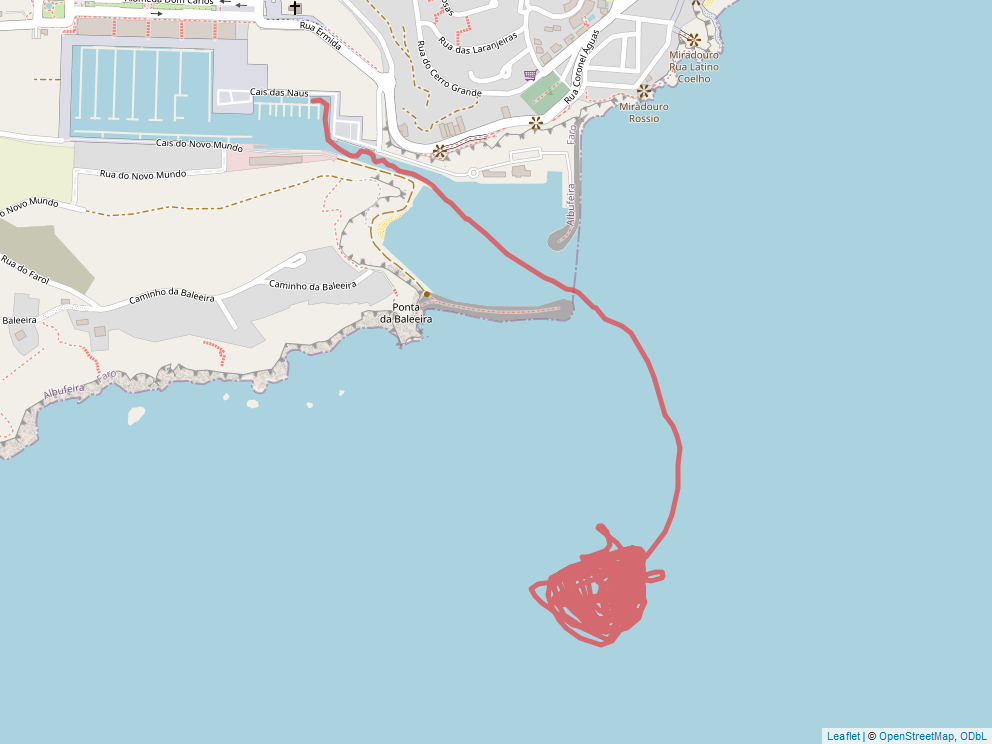 Alameda Dom Carlos
Rua Ermida
Rua das Laranjeiras
Rua do Cerro Grande
Rua Coronel Águas
Miradouro
Rua Latino
Coelho
Miradouro
Rossio
Cais das Naus
Cais do Novo Mundo
Rua do Novo Mundo
do Novo Mundo
Faro
Albufeira
Rua do Farol
Caminho da Baleeira
Caminho da Baleeira
Baleeira
Ponta
da Baleeira
Albufeira
Faro
Leaflet | © OpenStreetMap, ODbL